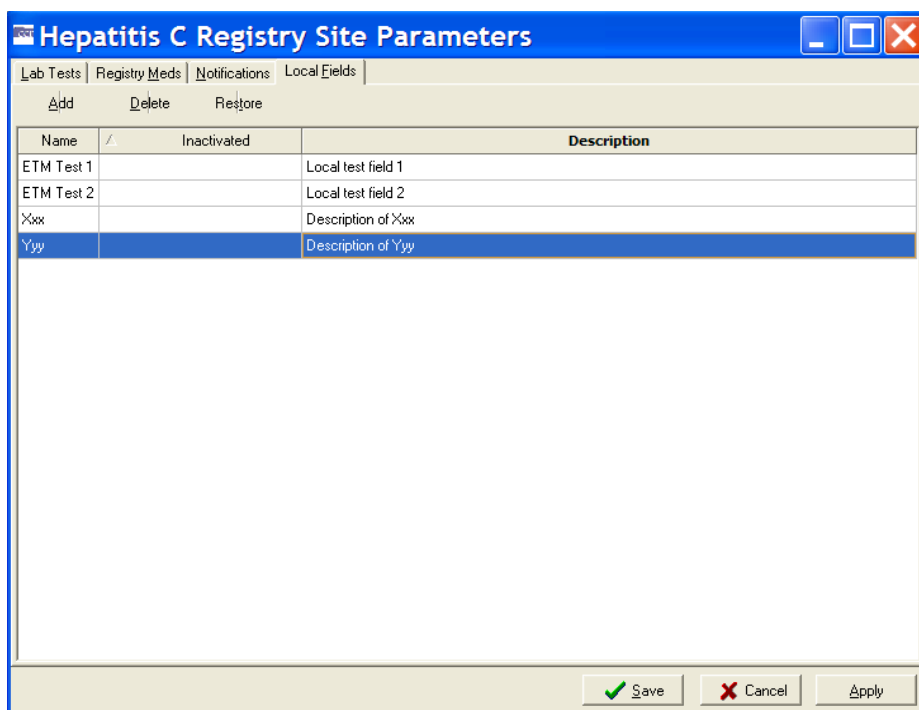 Hepatitis C Registry Site Parameters
Lab Tests Registry Meds Notifications Local Fields
Add Delete Restore
Name Inactivated Description
ETM Test 1 Local test field 1
ETM Test 2 Local test field 2
Xxx Description of Xxx
Yyy Description of Yyy
Save Cancel Apply